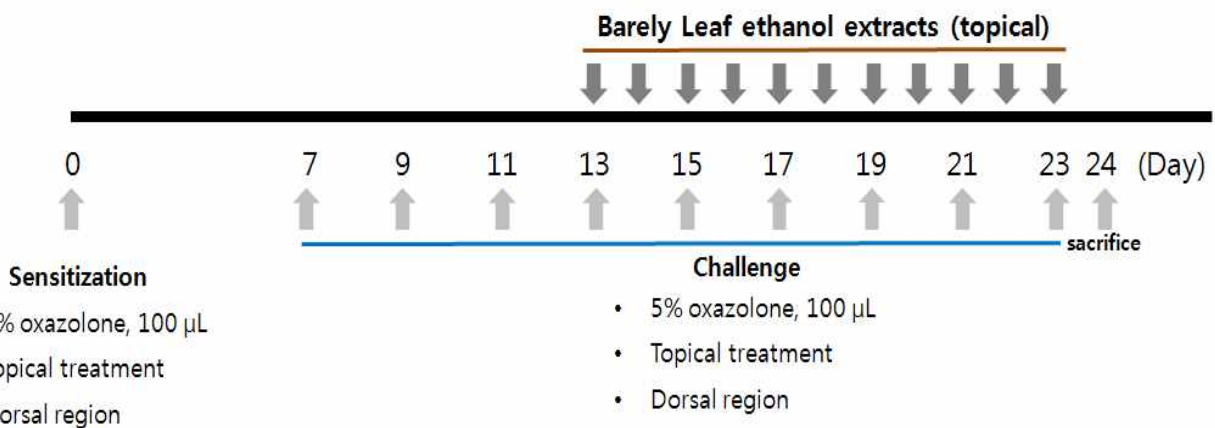 Barely Leaf ethanol extracts (topical)
0 7 9 11 13 15 17 19 21 23 24 (Day)
sacrifice
Sensitization
% oxazolone, 100 µL
opical treatment
orsal region
Challenge
• 5% oxazolone, 100 µL
• Topical treatment
• Dorsal region